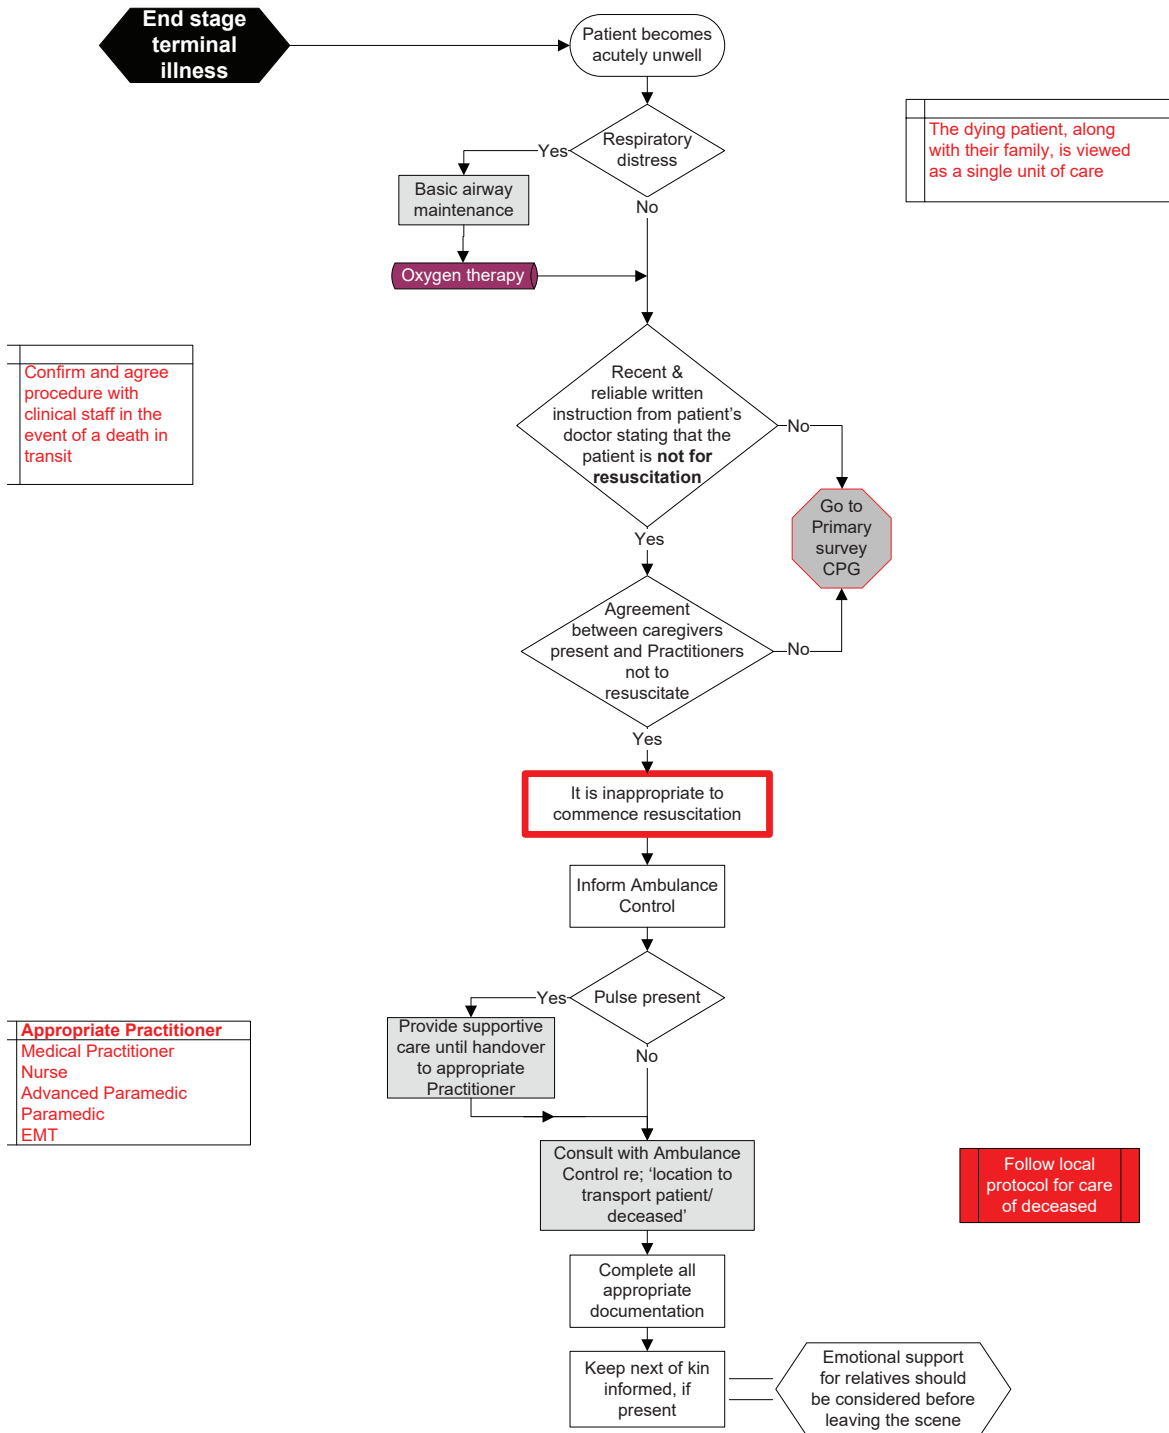 End stage
terminal
illness
Patient becomes
acutely unwell
Respiratory
distress
Yes
No
Basic airway
maintenance
Oxygen therapy
The dying patient, along
with their family, is viewed
as a single unit of care
Confirm and agree
procedure with
clinical staff in the
event of a death in
transit
Recent &
reliable written
instruction from patient’s
doctor stating that the
patient is not for
resuscitation
No
Yes
Go to
Primary
survey
CPG
Agreement
between caregivers
present and Practitioners
not to
resuscitate
No
Yes
It is inappropriate to
commence resuscitation
Inform Ambulance
Control
Pulse present
Yes
No
Provide supportive
care until handover
to appropriate
Practitioner
Appropriate Practitioner
Medical Practitioner
Nurse
Advanced Paramedic
Paramedic
EMT
Consult with Ambulance
Control re; ‘location to
transport patient/
deceased’
Follow local
protocol for care
of deceased
Complete all
appropriate
documentation
Keep next of kin
informed, if
present
Emotional support
for relatives should
be considered before
leaving the scene